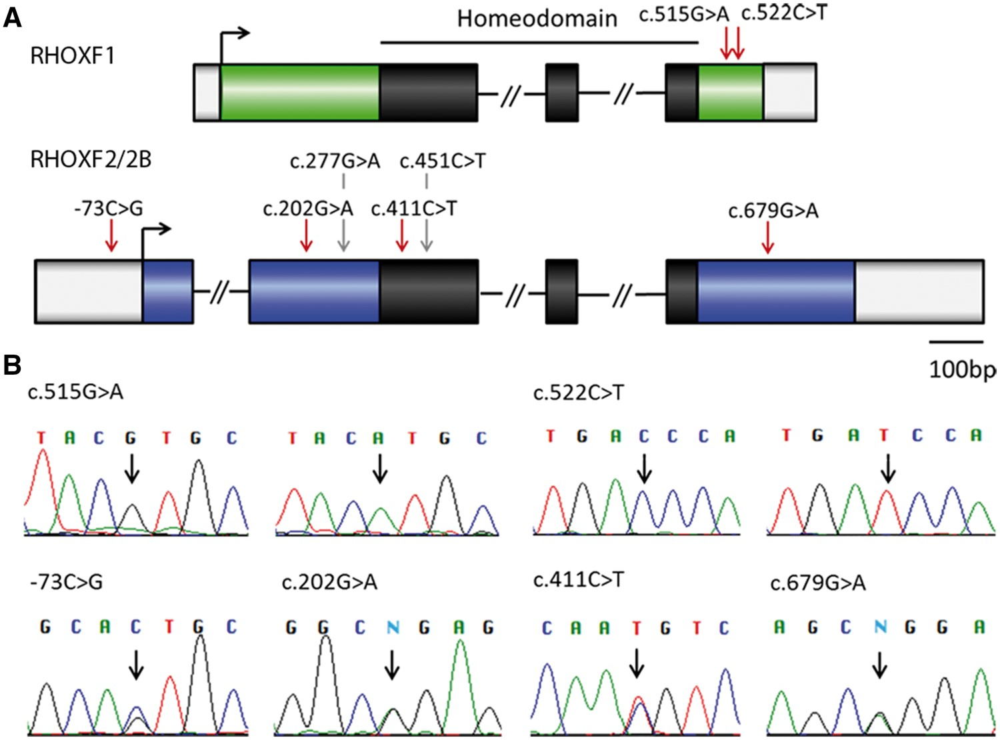 A
Homeodomain
c.515G>A c.522C>T
RHOXF1
RHOXF2/2B
c.277G>A c.451C>T
-73C>G c.202G>A c.411C>T c.679G>A
100bp
B
c.515G>A c.522C>T
T A C G T G C T A C A T G C T G A C C C A T G A T C C A
-73C>G c.202G>A c.411C>T c.679G>A
G C A C T G C G G C N G A G C A A T G T C A G C N G G A